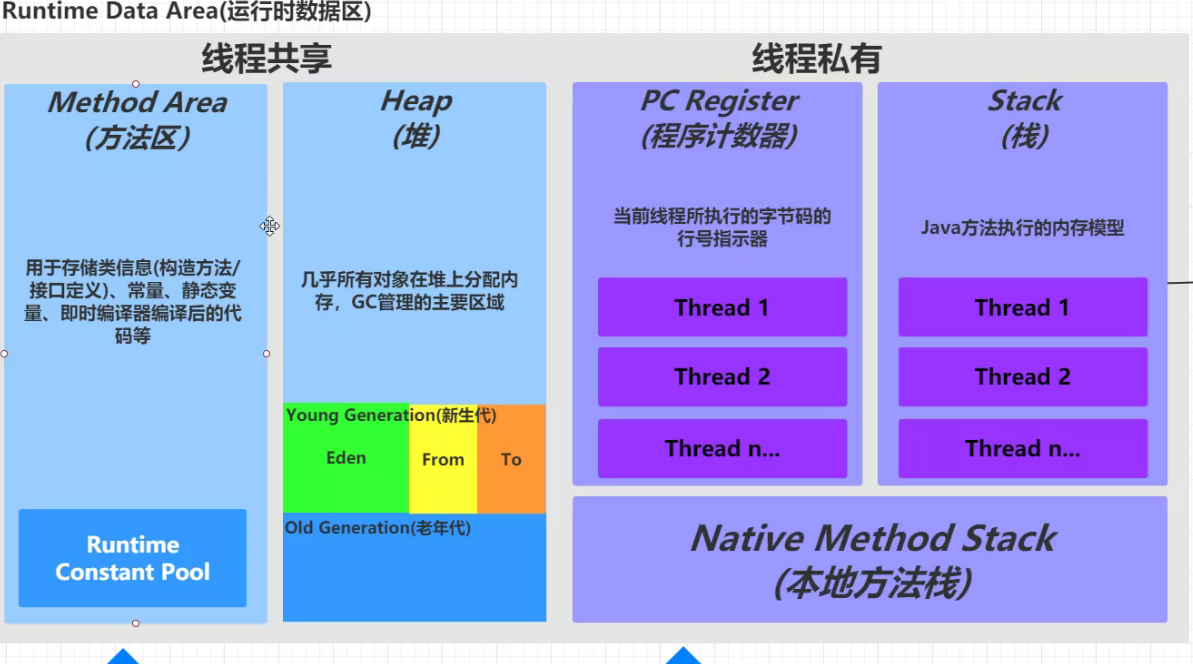 Runtime Data Area(运行时数据区)
线程共享
线程私有
Method Area
(方法区)
用于存储类信息(构造方法/
接口定义)、常量、静态变
量、即时编译器编译后的代
码等
Runtime
Constant Pool
Heap
(堆)
几乎所有对象在堆上分配内
存，GC管理的主要区域
Young Generation(新生代)
Eden
From
To
Old Generation(老年代)
PC Register
(程序计数器)
当前线程所执行的字节码的
行号指示器
Thread 1
Thread 2
Thread n...
Stack
(栈)
Java方法执行的内存模型
Thread 1
Thread 2
Thread n...
Native Method Stack
(本地方法栈)